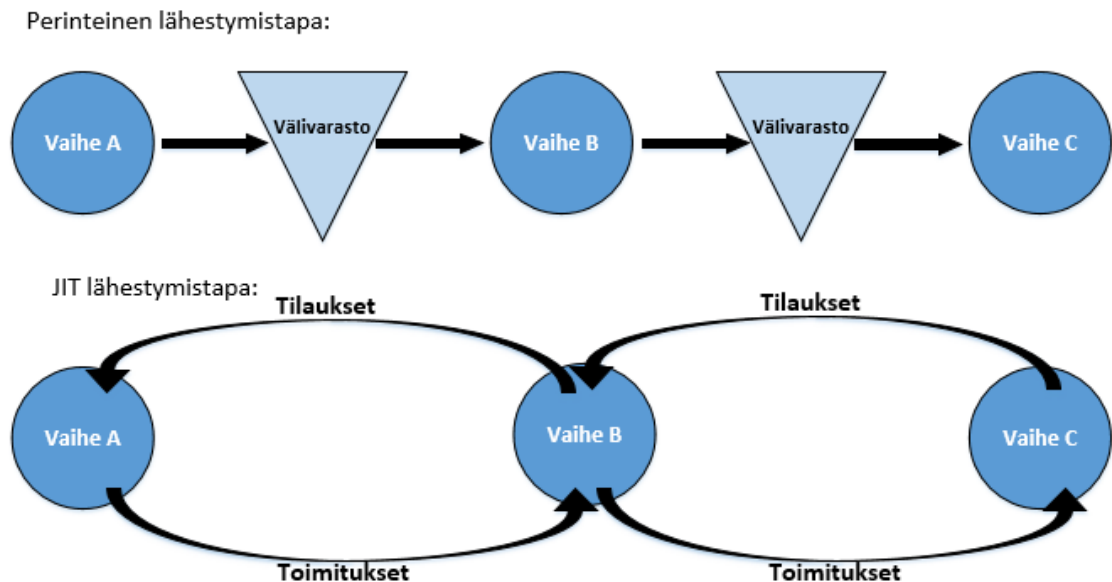 Perinteinen lähestymistapa:
Vaihe A
Välivarasto
Vaihe B
Välivarasto
Vaihe C
JIT lähestymistapa:
Tilaukset
Tilaukset
Vaihe A
Vaihe B
Vaihe C
Toimitukset
Toimitukset